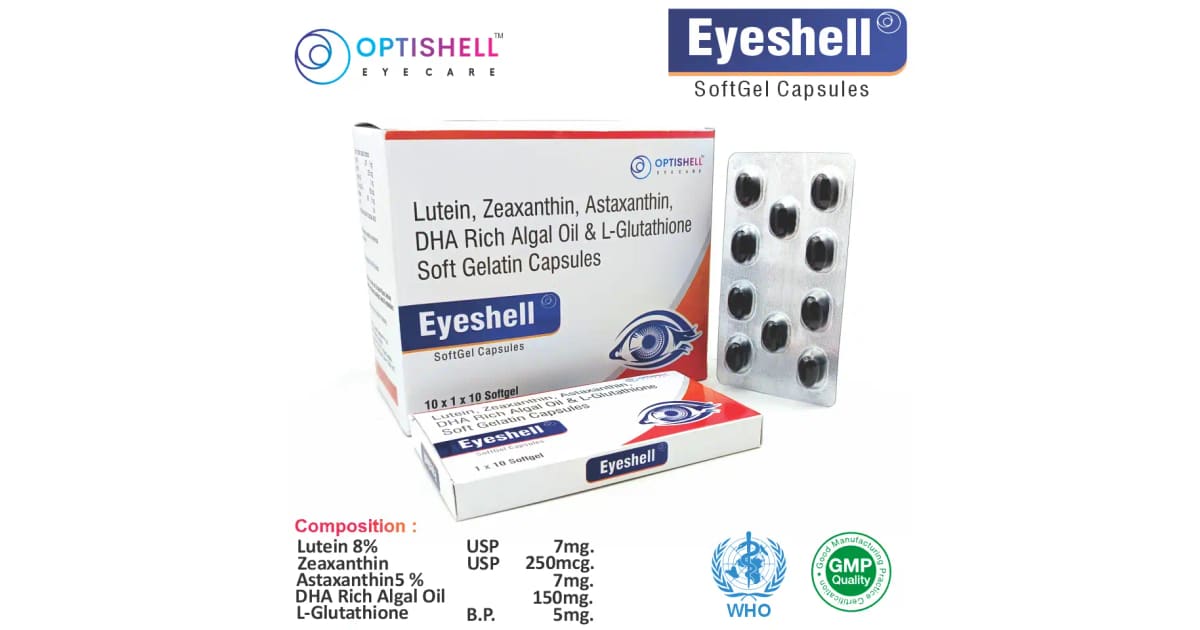 OPTISHELL™
EYECARE
Eyeshell
SoftGel Capsules
OPTISHELL™
EYECARE
Lutein, Zeaxanthin, Astaxanthin,
DHA Rich Algal Oil & L-Glutathione
Soft Gelatin Capsules
Eyeshell
SoftGel Capsules
10 x 1 x 10 Softgel
Lutein, Zeaxanthin, Astaxanthin,
DHA Rich Algal Oil & L-Glutathione
Soft Gelatin Capsules
Eyeshell
SoftGel Capsules
1 x 10 Softgel
Eyeshell
Composition :
Lutein 8% USP 7mg.
Zeaxanthin USP 250mcg.
Astaxanthin5 % 7mg.
DHA Rich Algal Oil 150mg.
L-Glutathione B.P. 5mg.
WHO
Good Manufacturing Practice Certification
GMP
Quality